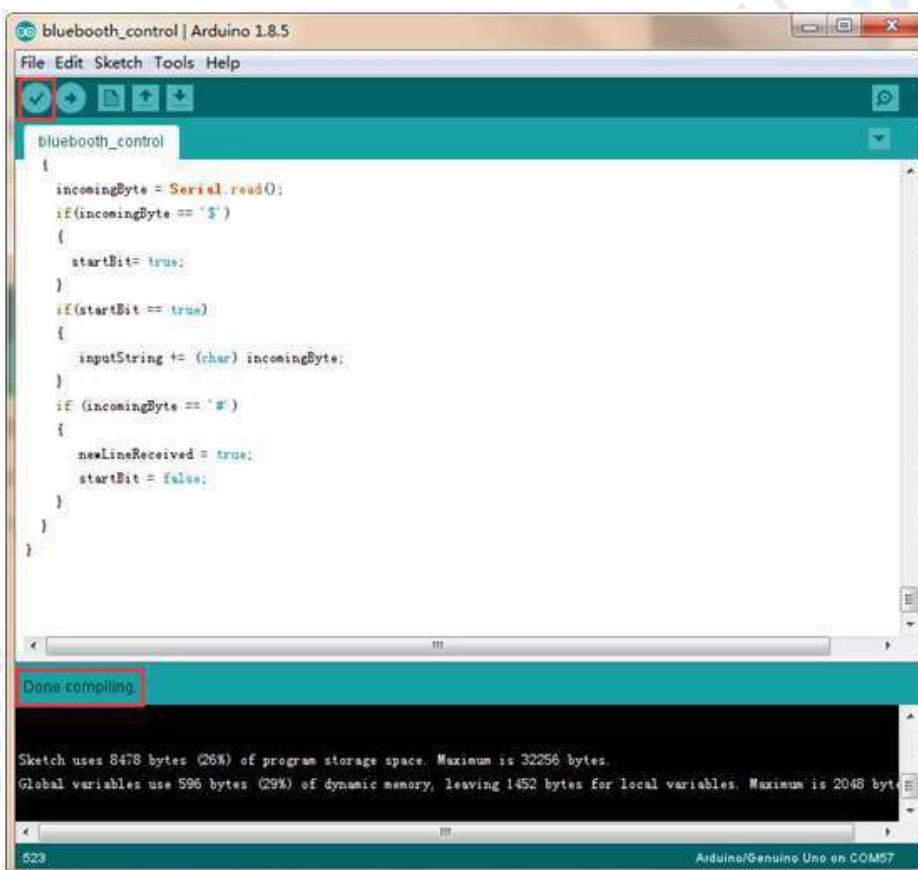 bluebooth_control | Arduino 1.8.5
File Edit Sketch Tools Help
bluebooth_control
{
incomingByte = Serial.read();
if(incomingByte == '$')
{
startBit= true;
}
if(startBit == true)
{
inputString += (char) incomingByte;
}
if (incomingByte == '#')
{
newLineReceived = true;
startBit = false;
}
}
}
Done compiling.
Sketch uses 8478 bytes (26%) of program storage space. Maximum is 32256 bytes.
Global variables use 596 bytes (29%) of dynamic memory, leaving 1452 bytes for local variables. Maximum is 2048 byte
523
Arduino/Genuino Uno on COM57